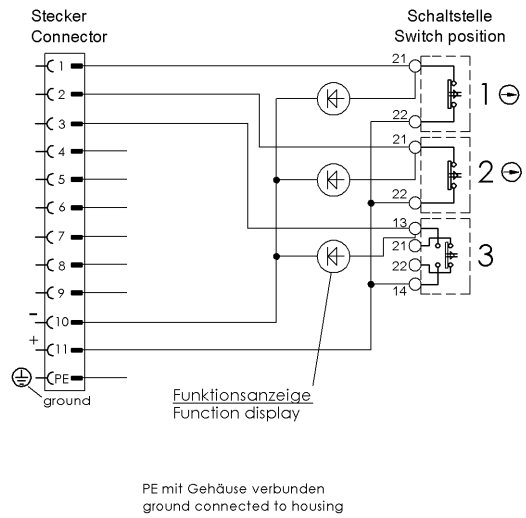 Stecker
Connector
Schaltstelle
Switch position
1
2
3
4
5
6
7
8
9
- 10
+ 11
PE
ground
21
22
1
21
22
2
13
21
22
14
3
Funktionsanzeige
Function display
PE mit Gehäuse verbunden
ground connected to housing